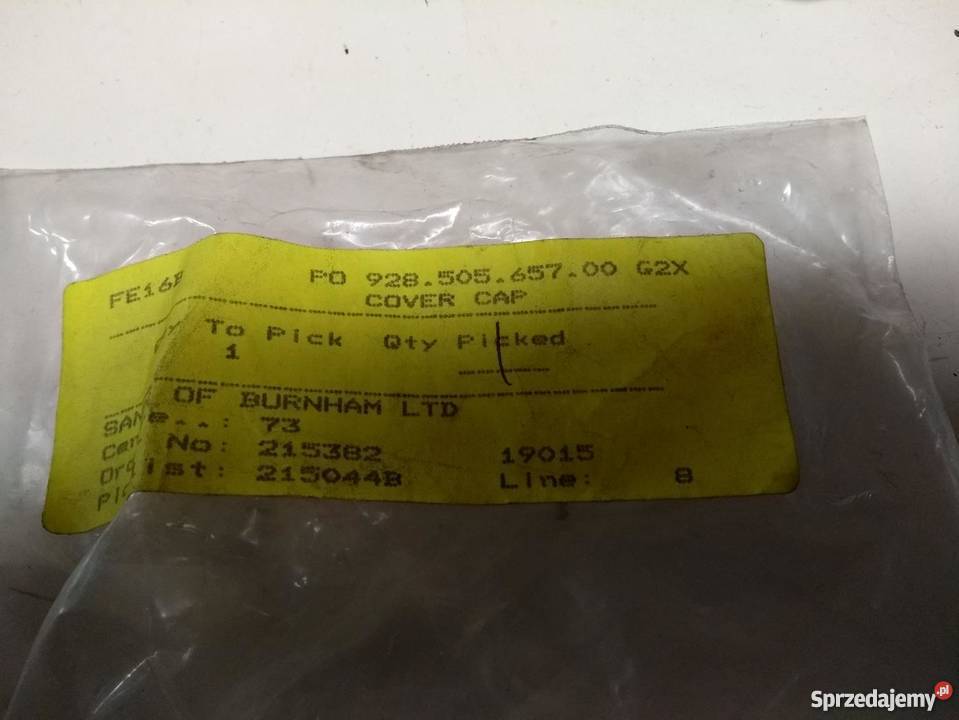 FE16B PO 928.505.657.00 G2X
COVER CAP
To Pick Qty Picked
1
OF BURNHAM LTD
73
No: 215382 19015
215044B Line: 8
Sprzedajemy.pl